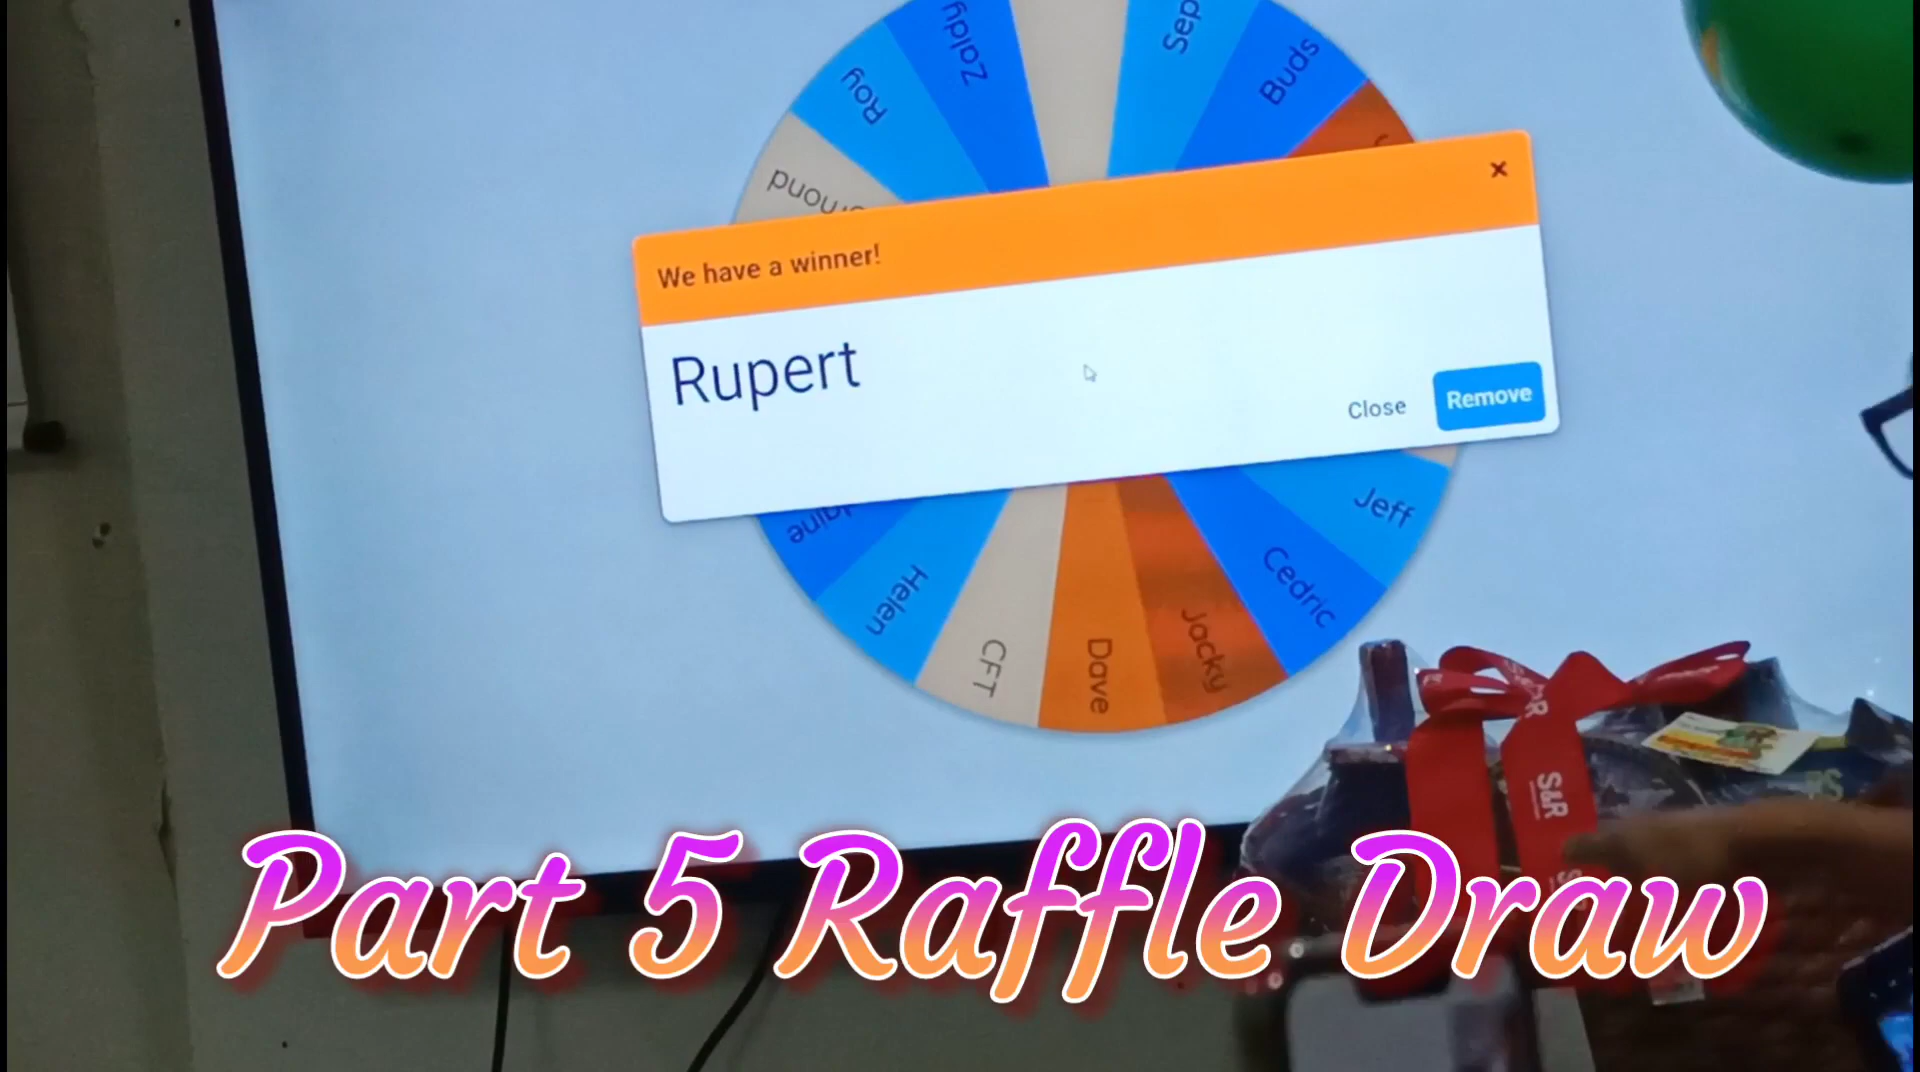 Zaldy
Roy
Sep
Buds
We have a winner!
×
Rupert
Close
Remove
Jeff
Cedric
Jacky
Dave
CFT
Helen
S&R
Part 5 Raffle Draw